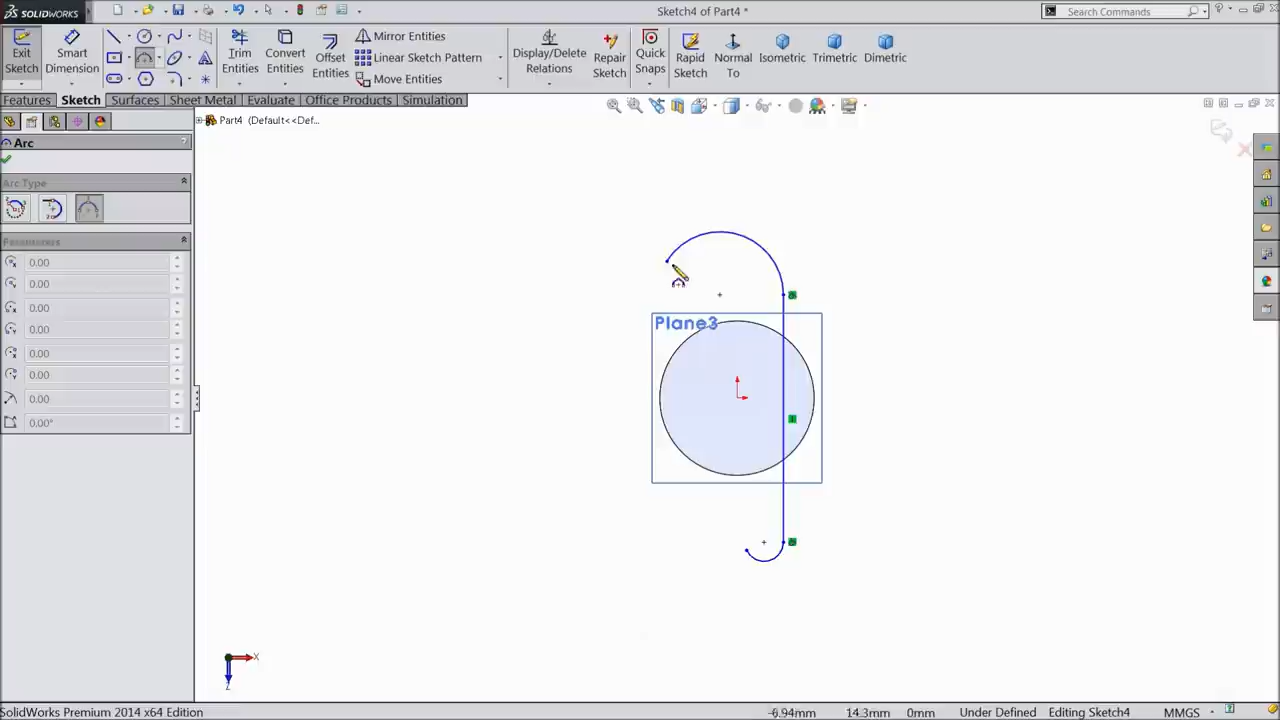 SOLIDWORKS
Sketch4 of Part4 *
Search Commands
Exit Sketch
Smart Dimension
Trim Entities
Convert Entities
Offset Entities
Mirror Entities
Linear Sketch Pattern
Move Entities
Display/Delete Relations
Repair Sketch
Quick Snaps
Rapid Sketch
Normal To
Isometric
Trimetric
Dimetric
Features
Sketch
Surfaces
Sheet Metal
Evaluate
Office Products
Simulation
Part4 (Default<<Def...
Arc
?
Arc Type
Parameters
0.00
0.00
0.00
0.00
0.00
0.00
0.00
0.00°
Plane3
X
Z
SolidWorks Premium 2014 x64 Edition
-6.94mm
14.3mm
0mm
Under Defined
Editing Sketch4
MMGS